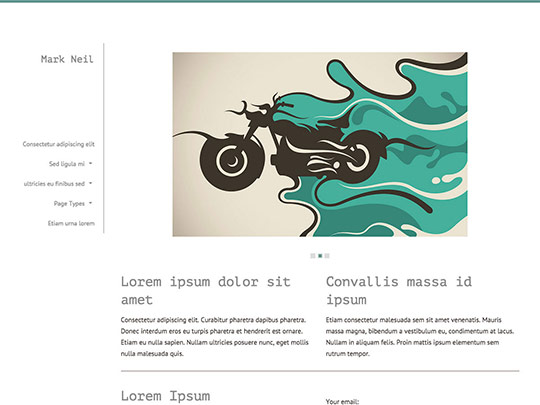 Mark Neil
Consectetur adipiscing elit
Sed ligula mi
ultricies eu finibus sed
Page Types
Etiam urna lorem
Lorem ipsum dolor sit
amet
Consectetur adipiscing elit. Curabitur pharetra dapibus pharetra.
Donec interdum eros eu turpis pharetra et hendrerit est ornare.
Etiam eu nulla sapien. Nullam ultricies posuere nunc, eget mollis
nulla malesuada quis.
Convallis massa id
ipsum
Etiam consectetur malesuada sem sit amet venenatis. Mauris
massa magna, bibendum a vestibulum eu, condimentum at lacus.
Nullam in aliquam felis. Proin mattis ipsum elementum sem
rutrum tempor.
Lorem Ipsum
Your email: